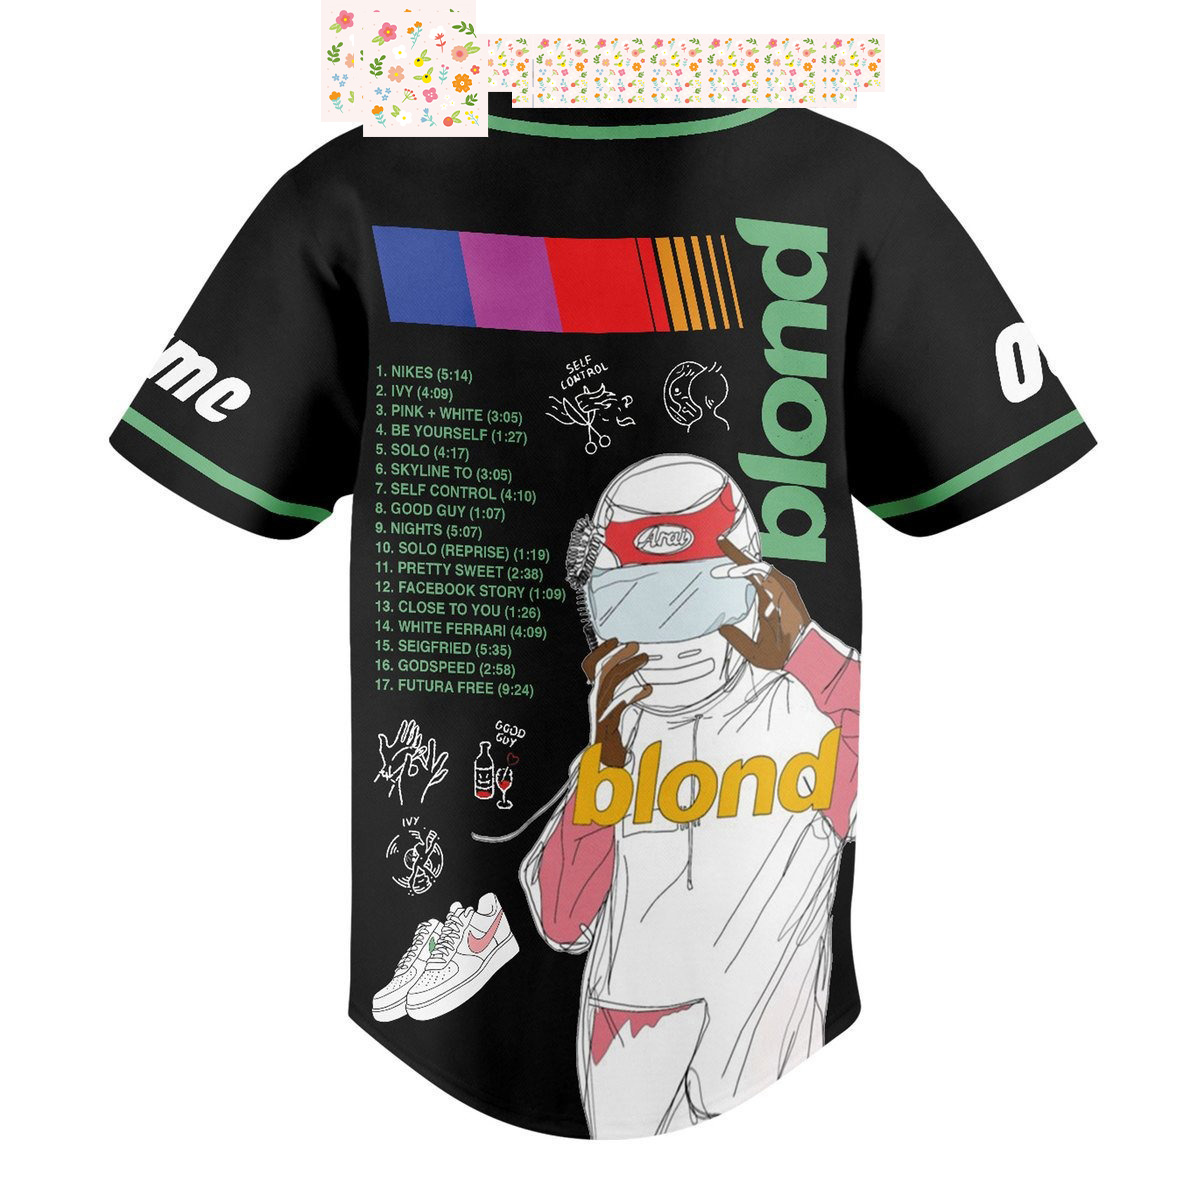 blond
1. NIKES (5:14)
2. IVY (4:09)
3. PINK + WHITE (3:05)
4. BE YOURSELF (1:27)
5. SOLO (4:17)
6. SKYLINE TO (3:05)
7. SELF CONTROL (4:10)
8. GOOD GUY (1:07)
9. NIGHTS (5:07)
10. SOLO (REPRISE) (1:19)
11. PRETTY SWEET (2:38)
12. FACEBOOK STORY (1:09)
13. CLOSE TO YOU (1:26)
14. WHITE FERRARI (4:09)
15. SEIGFRIED (5:35)
16. GODSPEED (2:58)
17. FUTURA FREE (9:24)
SELF
CONTROL
Arai
GOOD
GUY
blond
IVY